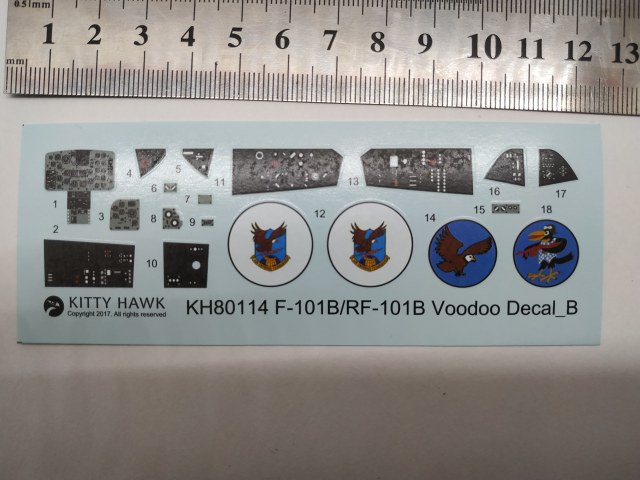 0.5mm
1 2 3 4 5 6 7 8 9 10 11 12 13
mm
4 5 11 13 16 17
6
7
1 3 8 9 12 14 15 18
2
10
KITTY HAWK
Copyright 2017. All rights reserved
KH80114 F-101B/RF-101B Voodoo Decal_B